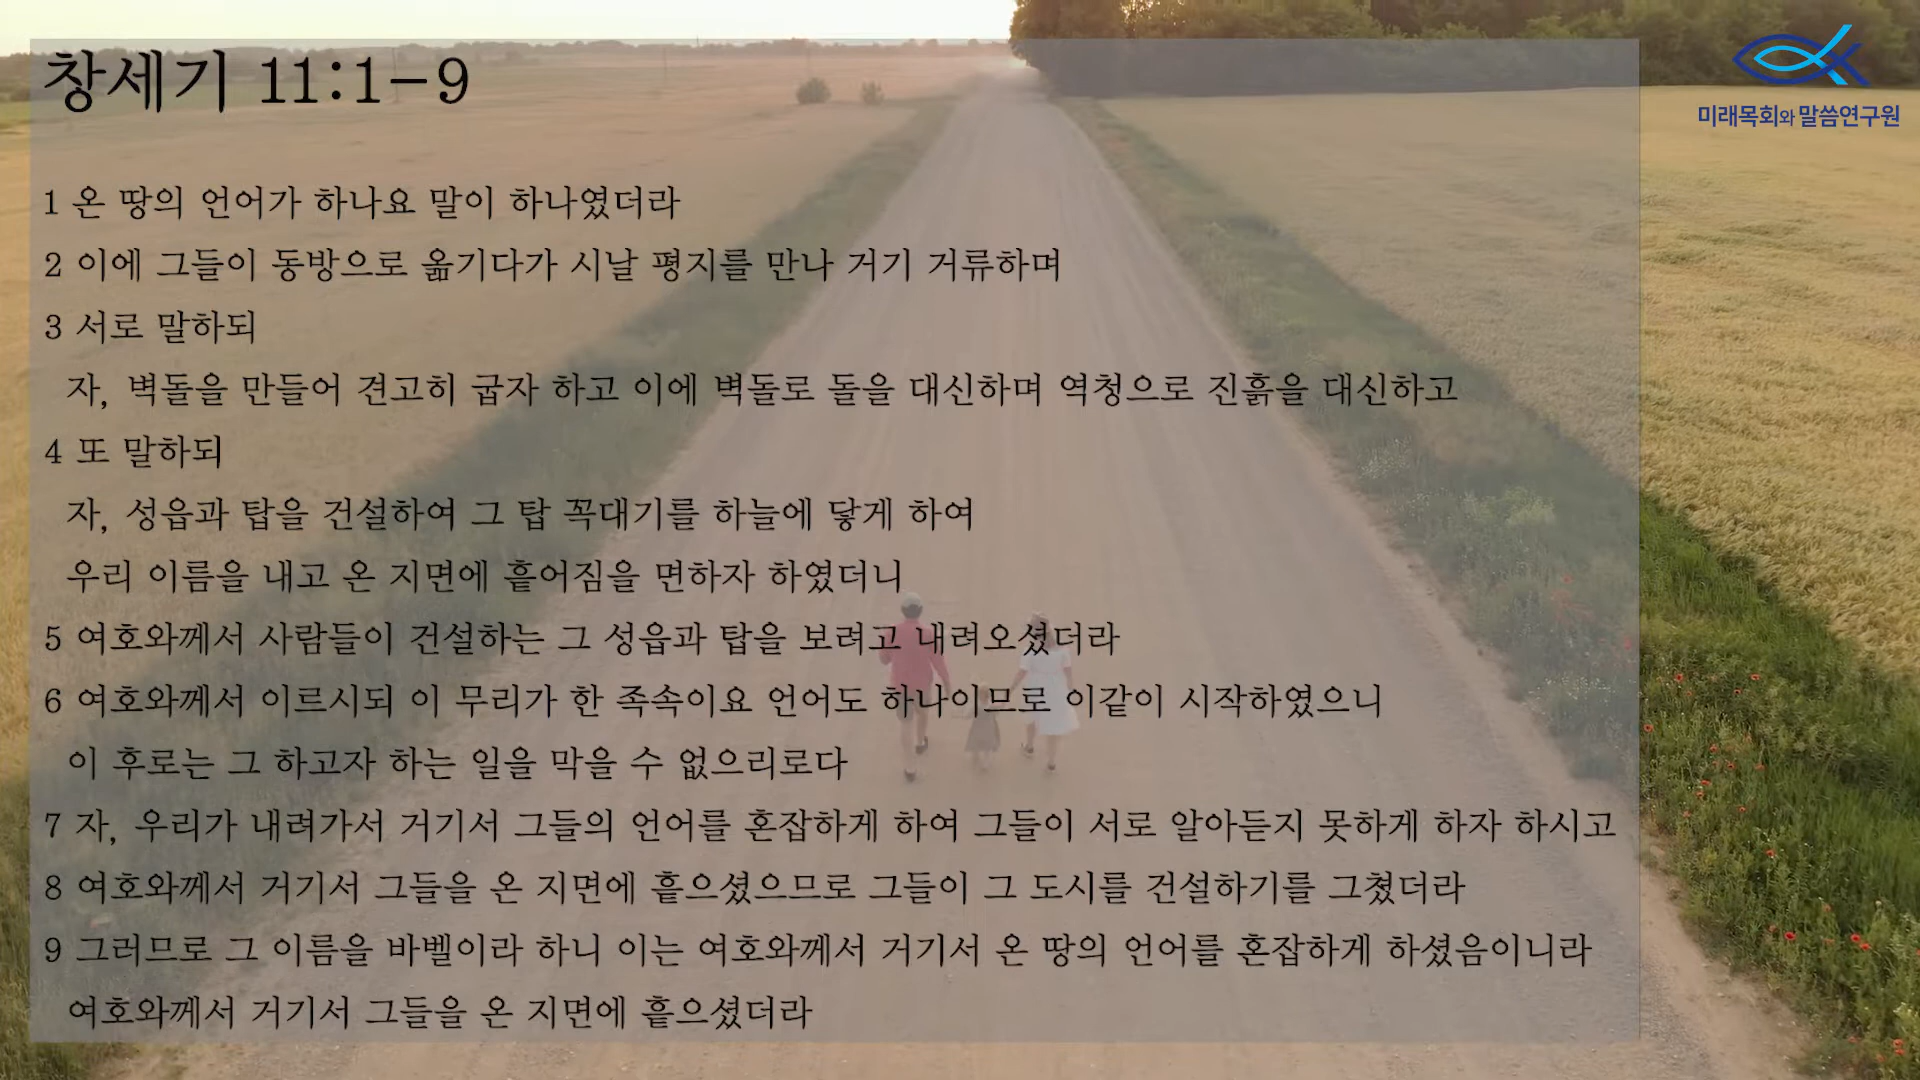 창세기 11:1-9
미래목회와 말씀연구원
1 온 땅의 언어가 하나요 말이 하나였더라
2 이에 그들이 동방으로 옮기다가 시날 평지를 만나 거기 거류하며
3 서로 말하되
자, 벽돌을 만들어 견고히 굽자 하고 이에 벽돌로 돌을 대신하며 역청으로 진흙을 대신하고
4 또 말하되
자, 성읍과 탑을 건설하여 그 탑 꼭대기를 하늘에 닿게 하여
우리 이름을 내고 온 지면에 흩어짐을 면하자 하였더니
5 여호와께서 사람들이 건설하는 그 성읍과 탑을 보려고 내려오셨더라
6 여호와께서 이르시되 이 무리가 한 족속이요 언어도 하나이므로 이같이 시작하였으니
이 후로는 그 하고자 하는 일을 막을 수 없으리로다
7 자, 우리가 내려가서 거기서 그들의 언어를 혼잡하게 하여 그들이 서로 알아듣지 못하게 하자 하시고
8 여호와께서 거기서 그들을 온 지면에 흩으셨으므로 그들이 그 도시를 건설하기를 그쳤더라
9 그러므로 그 이름을 바벨이라 하니 이는 여호와께서 거기서 온 땅의 언어를 혼잡하게 하셨음이니라
여호와께서 거기서 그들을 온 지면에 흩으셨더라